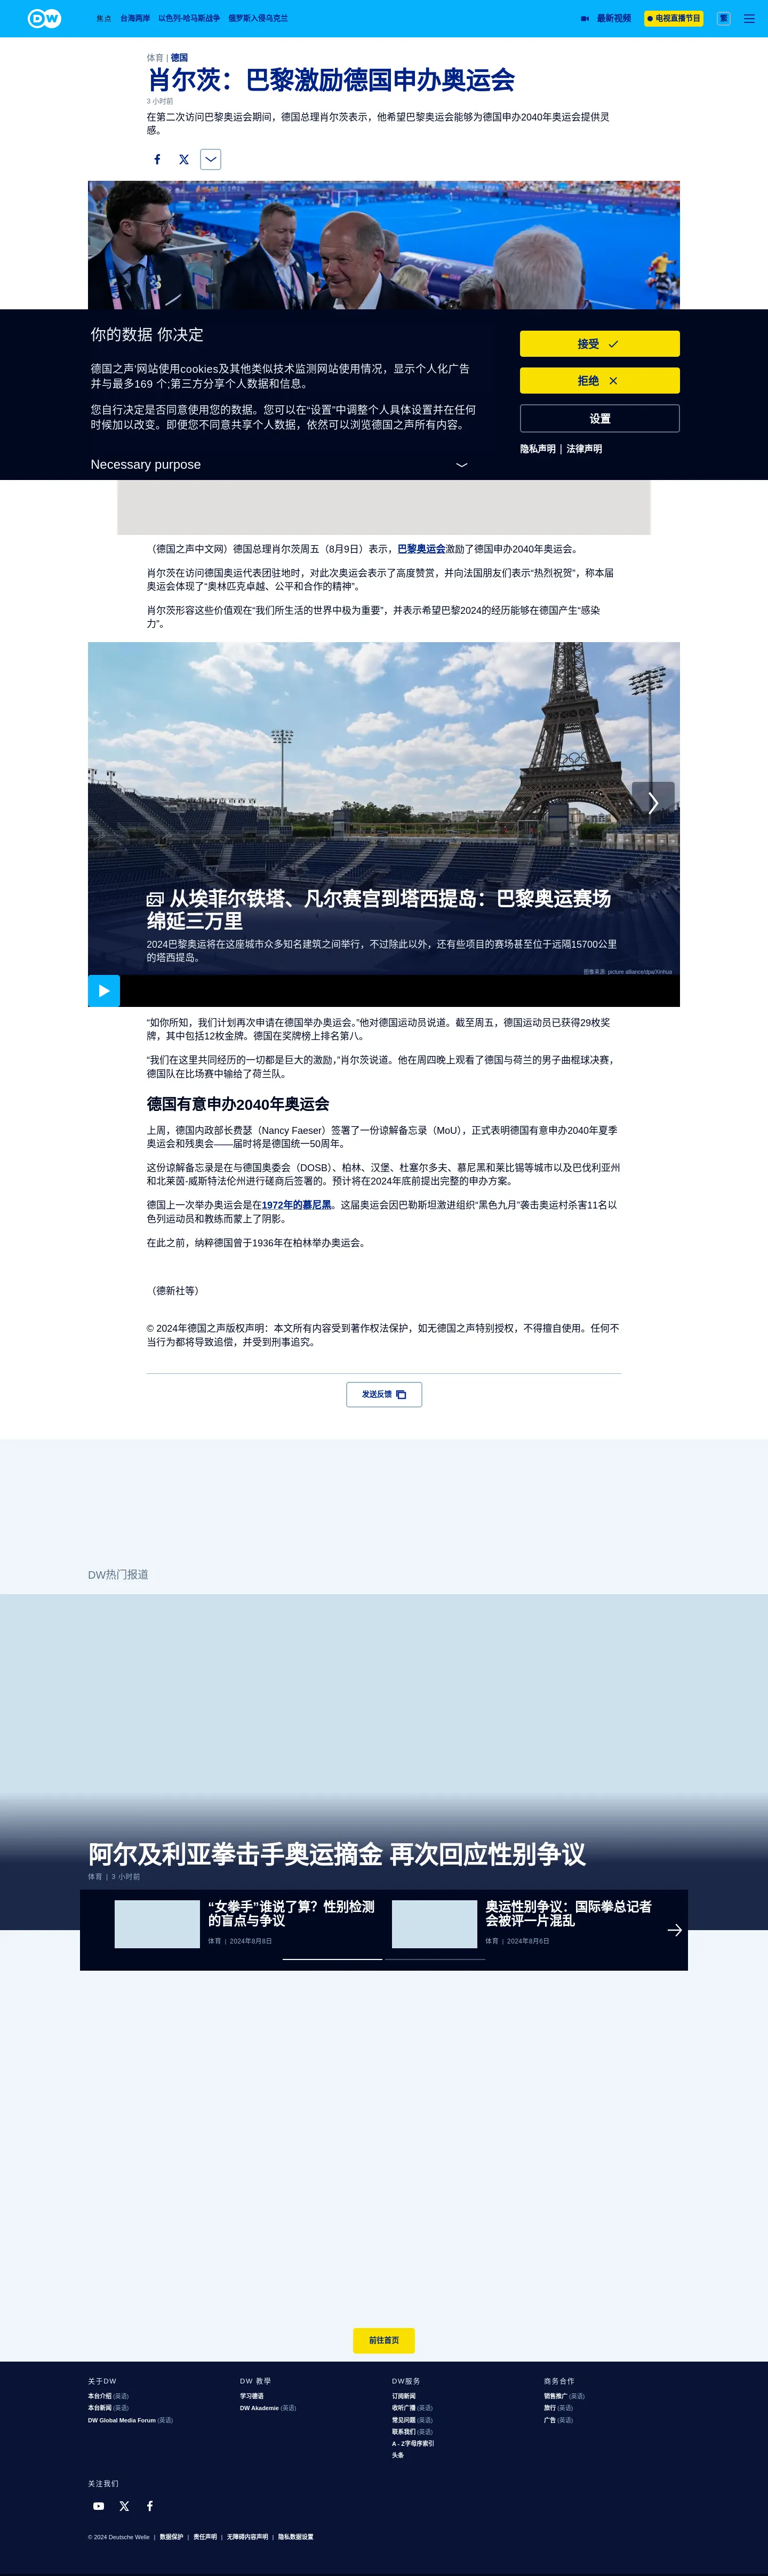 DW
焦点 台海两岸 以色列-哈马斯战争 俄罗斯入侵乌克兰 最新视频 电视直播节目 繁
体育 | 德国
肖尔茨：巴黎激励德国申办奥运会
3 小时前
在第二次访问巴黎奥运会期间，德国总理肖尔茨表示，他希望巴黎奥运会能够为德国申办2040年奥运会提供灵
感。
你的数据 你决定
德国之声'网站使用cookies及其他类似技术监测网站使用情况，显示个人化广告
并与最多169 个;第三方分享个人数据和信息。
您自行决定是否同意使用您的数据。您可以在“设置”中调整个人具体设置并在任何
时候加以改变。即便您不同意共享个人数据，依然可以浏览德国之声所有内容。
Necessary purpose
接受
拒绝
设置
隐私声明 | 法律声明
（德国之声中文网）德国总理肖尔茨周五（8月9日）表示，巴黎奥运会激励了德国申办2040年奥运会。
肖尔茨在访问德国奥运代表团驻地时，对此次奥运会表示了高度赞赏，并向法国朋友们表示“热烈祝贺”，称本届
奥运会体现了“奥林匹克卓越、公平和合作的精神”。
肖尔茨形容这些价值观在“我们所生活的世界中极为重要”，并表示希望巴黎2024的经历能够在德国产生“感染
力”。
从埃菲尔铁塔、凡尔赛宫到塔西提岛：巴黎奥运赛场
绵延三万里
2024巴黎奥运将在这座城市众多知名建筑之间举行，不过除此以外，还有些项目的赛场甚至位于远隔15700公里
的塔西提岛。
图像来源: picture alliance/dpa/Xinhua
“如你所知，我们计划再次申请在德国举办奥运会。”他对德国运动员说道。截至周五，德国运动员已获得29枚奖
牌，其中包括12枚金牌。德国在奖牌榜上排名第八。
“我们在这里共同经历的一切都是巨大的激励，”肖尔茨说道。他在周四晚上观看了德国与荷兰的男子曲棍球决赛，
德国队在比场赛中输给了荷兰队。
德国有意申办2040年奥运会
上周，德国内政部长费瑟（Nancy Faeser）签署了一份谅解备忘录（MoU），正式表明德国有意申办2040年夏季
奥运会和残奥会——届时将是德国统一50周年。
这份谅解备忘录是在与德国奥委会（DOSB）、柏林、汉堡、杜塞尔多夫、慕尼黑和莱比锡等城市以及巴伐利亚州
和北莱茵-威斯特法伦州进行磋商后签署的。预计将在2024年底前提出完整的申办方案。
德国上一次举办奥运会是在1972年的慕尼黑。这届奥运会因巴勒斯坦激进组织“黑色九月”袭击奥运村杀害11名以
色列运动员和教练而蒙上了阴影。
在此之前，纳粹德国曾于1936年在柏林举办奥运会。
（德新社等）
© 2024年德国之声版权声明：本文所有内容受到著作权法保护，如无德国之声特别授权，不得擅自使用。任何不
当行为都将导致追偿，并受到刑事追究。
发送反馈
DW热门报道
阿尔及利亚拳击手奥运摘金 再次回应性别争议
体育 | 3 小时前
“女拳手”谁说了算？性别检测
的盲点与争议
体育 | 2024年8月8日
奥运性别争议：国际拳总记者
会被评一片混乱
体育 | 2024年8月6日
前往首页
关于DW
本台介绍 (英语)
本台新闻 (英语)
DW Global Media Forum (英语)
DW 教學
学习德语
DW Akademie (英语)
DW服务
订阅新闻
收听广播 (英语)
常见问题 (英语)
联系我们 (英语)
A - Z字母序索引
头条
商务合作
销售推广 (英语)
旅行 (英语)
广告 (英语)
关注我们
© 2024 Deutsche Welle | 数据保护 | 责任声明 | 无障碍内容声明 | 隐私数据设置